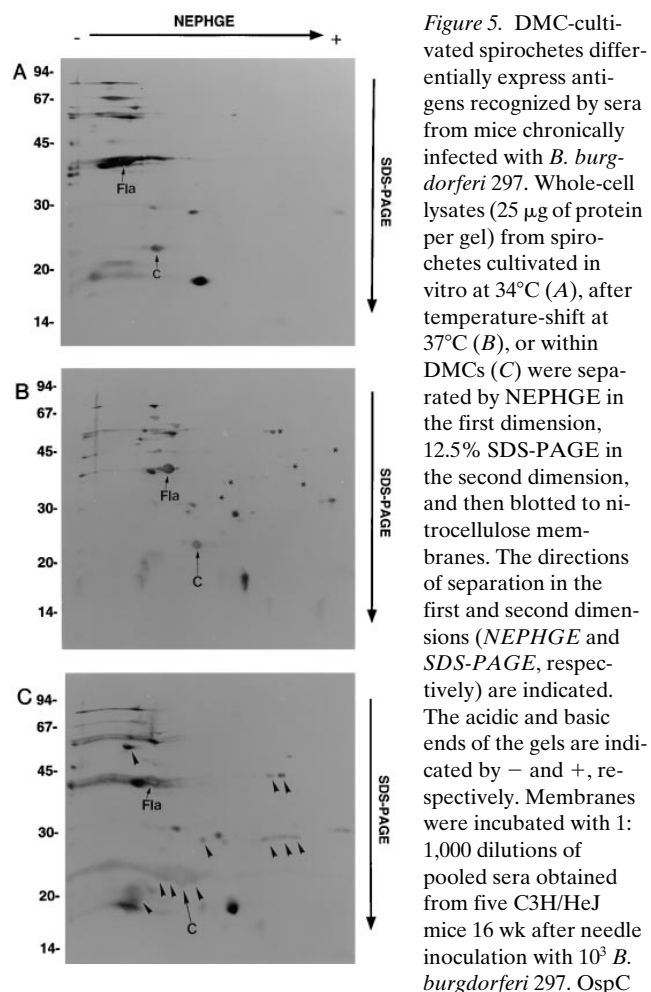 NEPHGE
- +
A
94-
67-
45-
30-
20-
14-
Fla
C
SDS-PAGE
B
94-
67-
45-
30-
20-
14-
Fla
C
SDS-PAGE
C
94-
67-
45-
30-
20-
14-
Fla
C
SDS-PAGE
Figure 5. DMC-culti-
vated spirochetes differ-
entially express anti-
gens recognized by sera
from mice chronically
infected with B. burg-
dorferi 297. Whole-cell
lysates (25 μg of protein
per gel) from spiro-
chetes cultivated in
vitro at 34°C (A), after
temperature-shift at
37°C (B), or within
DMCs (C) were sepa-
rated by NEPHGE in
the first dimension,
12.5% SDS-PAGE in
the second dimension,
and then blotted to ni-
trocellulose mem-
branes. The directions
of separation in the
first and second dimen-
sions (NEPHGE and
SDS-PAGE, respec-
tively) are indicated.
The acidic and basic
ends of the gels are indi-
cated by − and +, re-
spectively. Membranes
were incubated with 1:
1,000 dilutions of
pooled sera obtained
from five C3H/HeJ
mice 16 wk after needle
inoculation with 10³ B.
burgdorferi 297. OspC